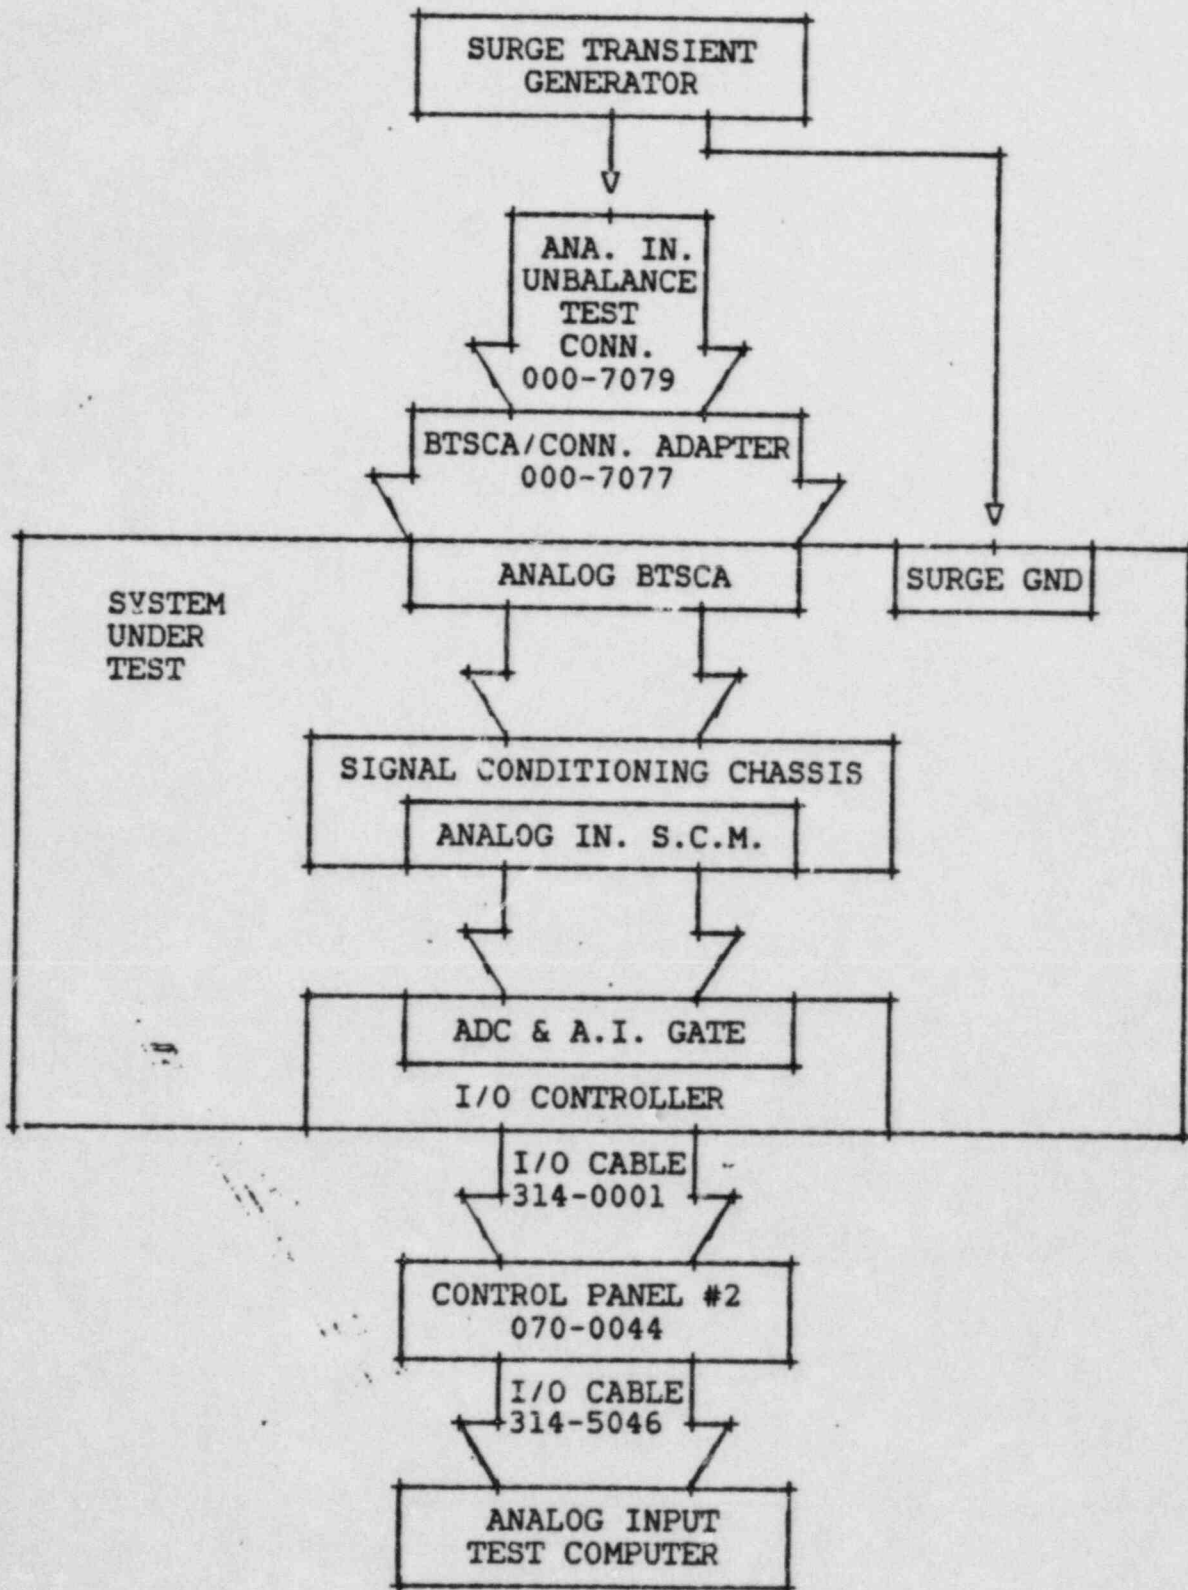 SURGE TRANSIENT
GENERATOR
ANA. IN.
UNBALANCE
TEST
CONN.
000-7079
BTSCA/CONN. ADAPTER
000-7077
ANALOG BTSCA
SURGE GND
SYSTEM
UNDER
TEST
SIGNAL CONDITIONING CHASSIS
ANALOG IN. S.C.M.
ADC & A.I. GATE
I/O CONTROLLER
I/O CABLE
314-0001
CONTROL PANEL #2
070-0044
I/O CABLE
314-5046
ANALOG INPUT
TEST COMPUTER